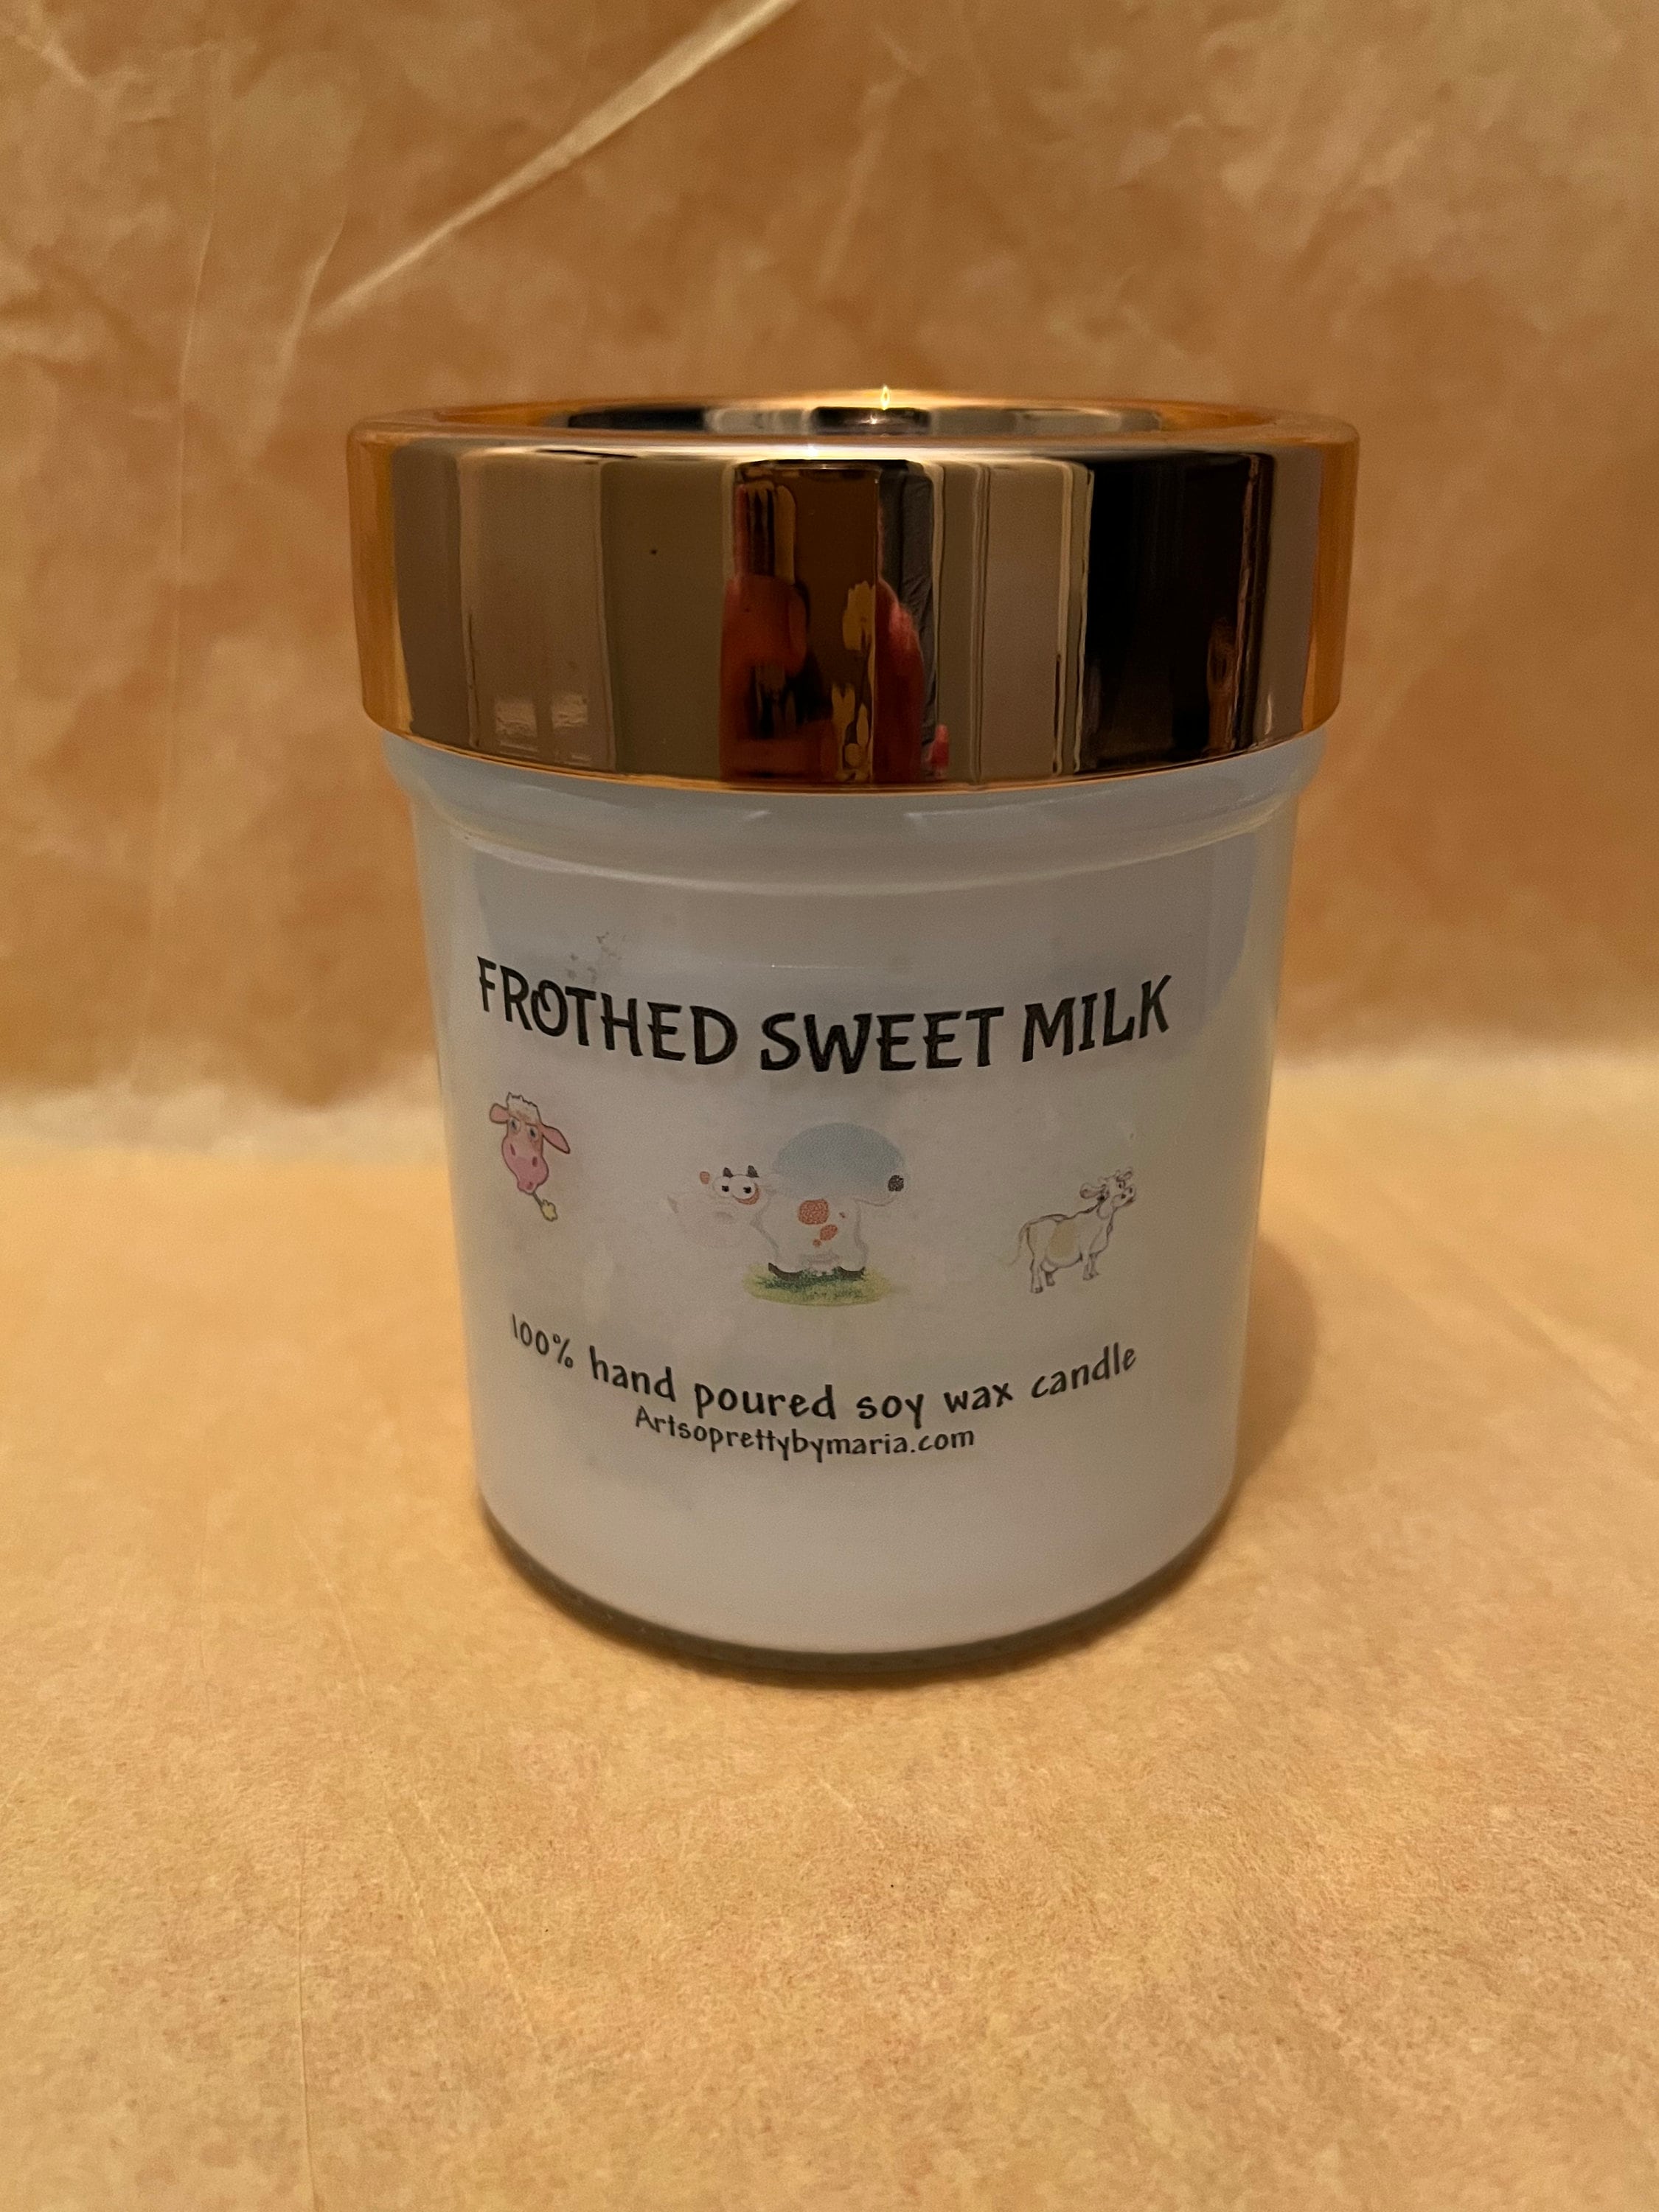 FROTHED SWEET MILK
100% hand poured soy wax candle
Artsoprettybymaria.com